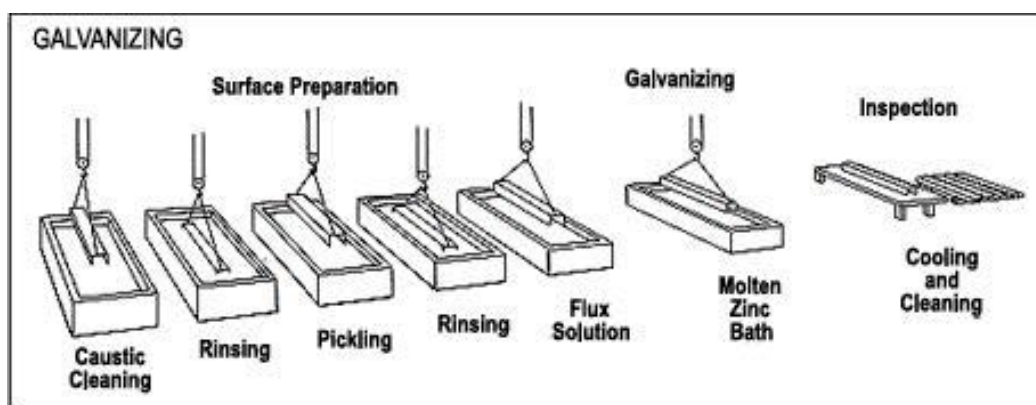 GALVANIZING
Surface Preparation
Galvanizing
Inspection
Caustic
Cleaning
Rinsing
Pickling
Rinsing
Flux
Solution
Molten
Zinc
Bath
Cooling
and
Cleaning